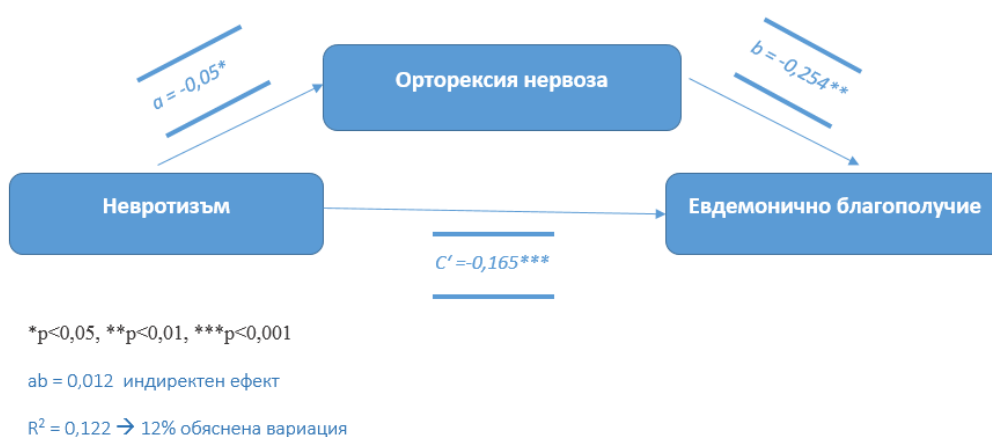 a = -0,05*
Орторексия нервоза
b = -0,254**
Невротизъм
Евдемонично благополучие
C‘ =-0,165***
*p<0,05, **p<0,01, ***p<0,001
ab = 0,012 индиректен ефект
R² = 0,122 → 12% обяснена вариация